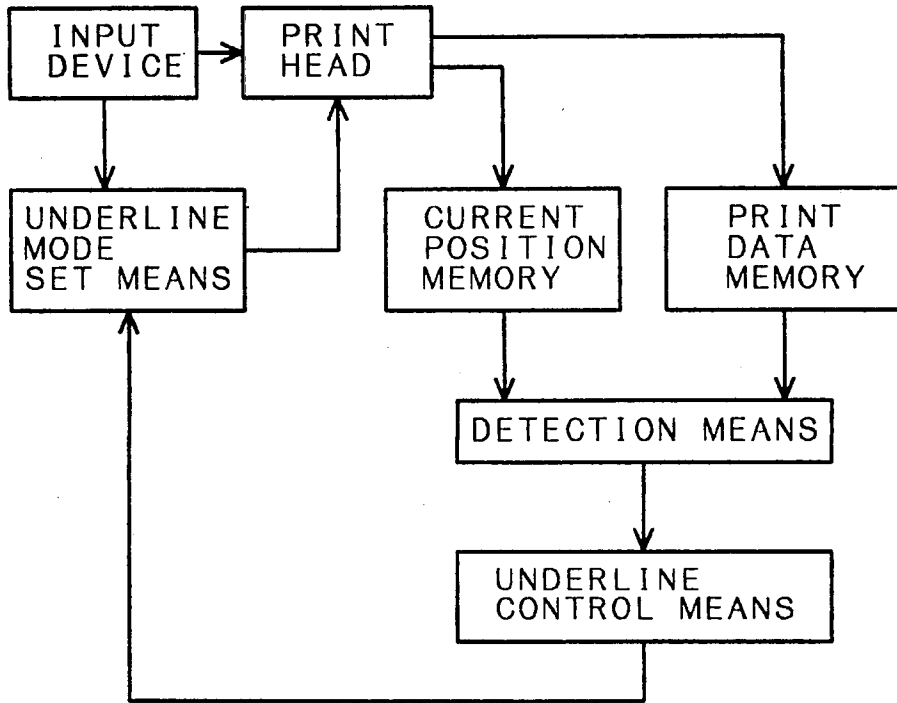 INPUT
DEVICE
PRINT
HEAD
UNDERLINE
MODE
SET MEANS
CURRENT
POSITION
MEMORY
PRINT
DATA
MEMORY
DETECTION MEANS
UNDERLINE
CONTROL MEANS